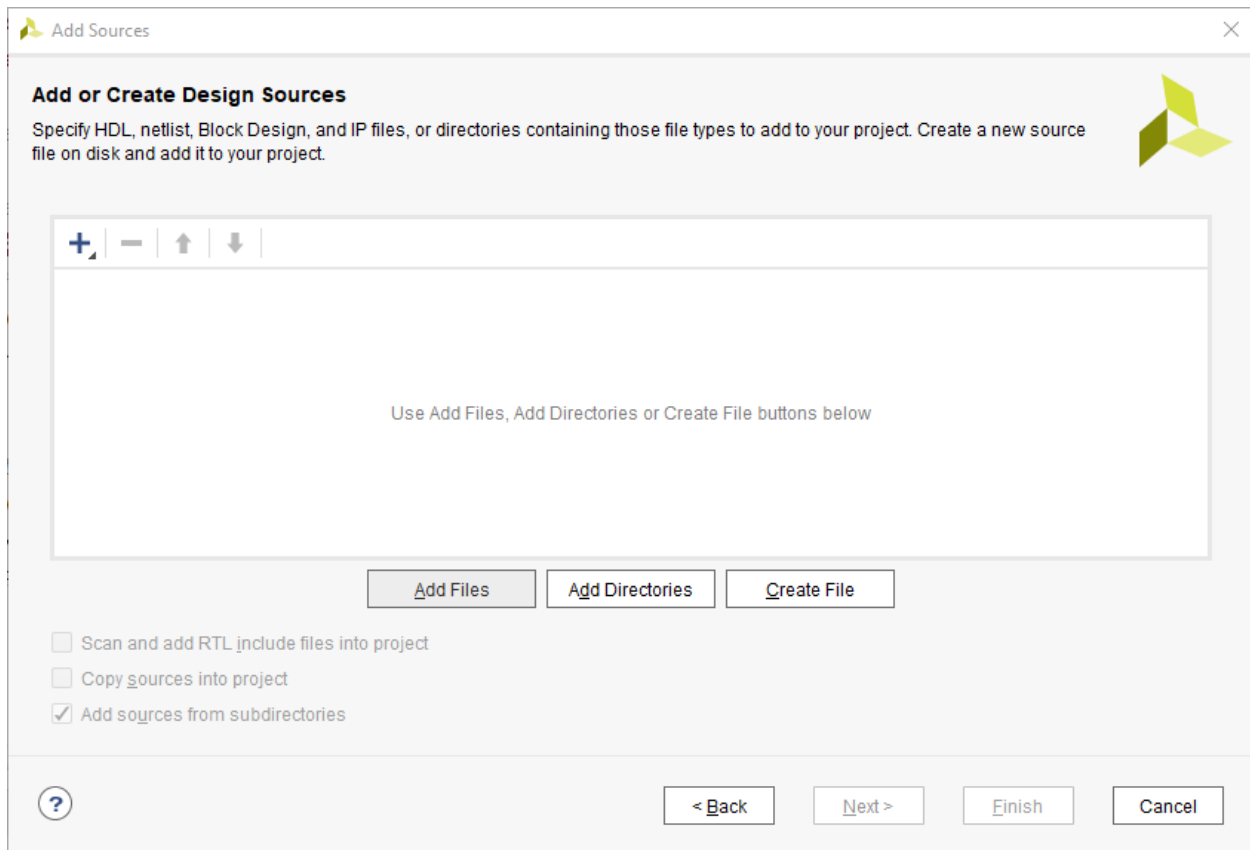 Add Sources
Add or Create Design Sources
Specify HDL, netlist, Block Design, and IP files, or directories containing those file types to add to your project. Create a new source
file on disk and add it to your project.
Use Add Files, Add Directories or Create File buttons below
Add Files
Add Directories
Create File
Scan and add RTL include files into project
Copy sources into project
Add sources from subdirectories
?
< Back
Next >
Finish
Cancel